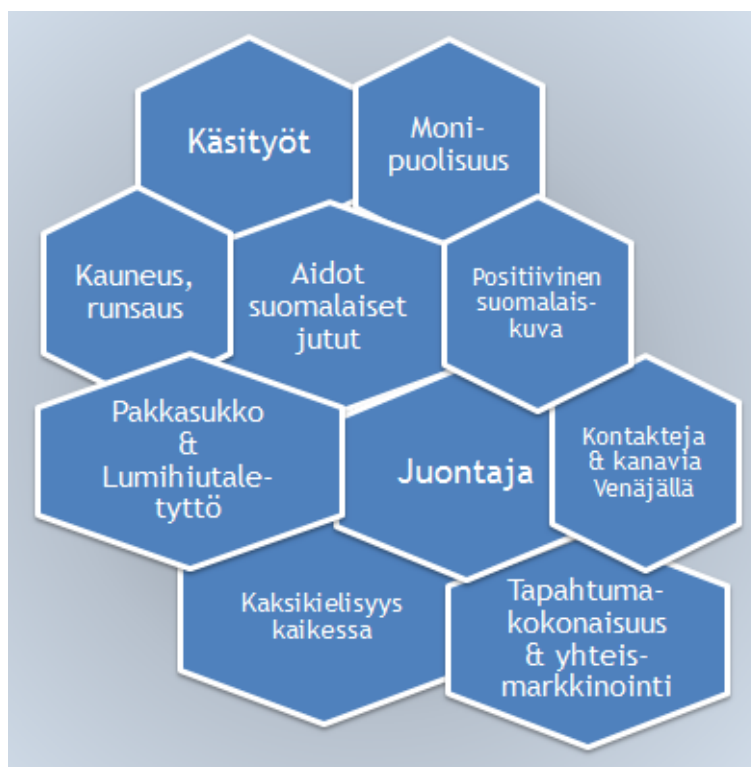 Käsityöt
Moni-
puolisuus
Kauneus,
runsaus
Aidot
suomalaiset
jutut
Positiivinen
suomalais-
kuva
Pakkasukko
&
Lumihiutale-
tyttö
Juontaja
Kontakteja
& kanavia
Venäjällä
Kaksikielisyys
kaikessa
Tapahtuma-
kokonaisuus
& yhteis-
markkinointi